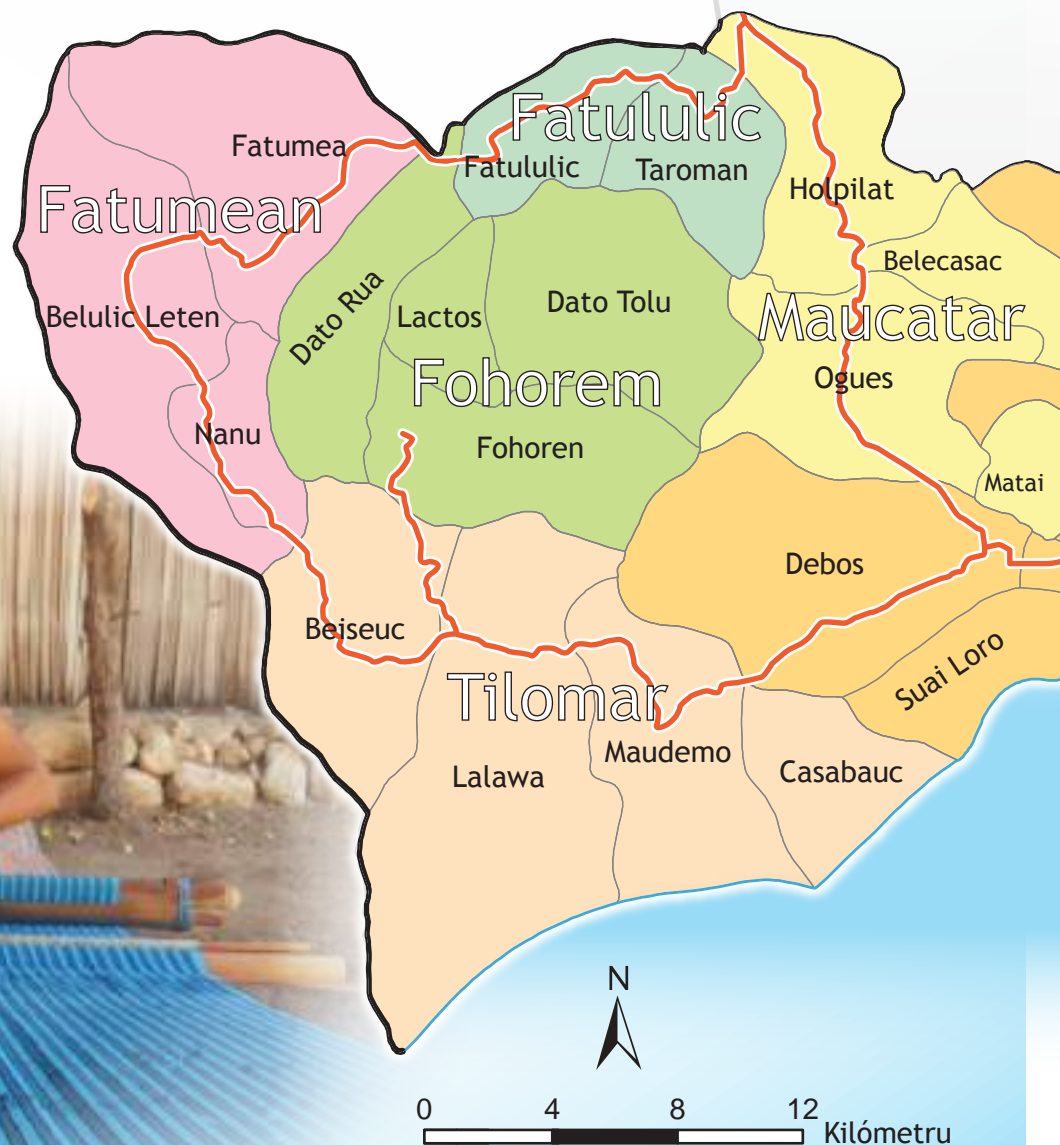 Fatululic
Fatumea
Fatululic
Taroman
Holpilat
Fatumean
Belecasac
Dato Rua
Lactos
Dato Tolu
Belulic Leten
Maucatar
Fohorem
Ogues
Nanu
Fohoren
Matai
Debos
Beiseuc
Suai Loro
Tilomar
Maudemo
Lalawa
Casabauc
N
0 4 8 12
Kilómetru